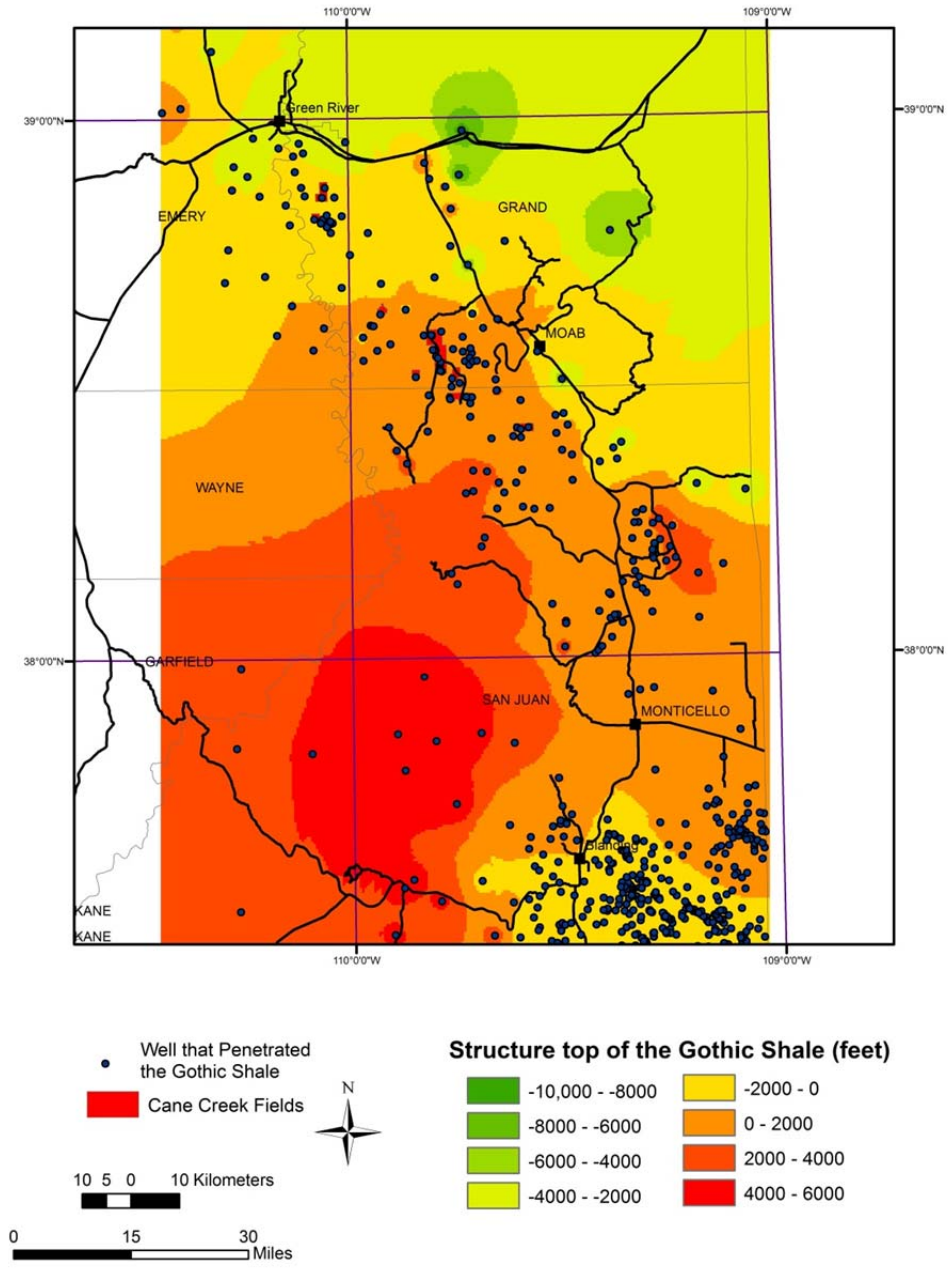 110°0'0"W 109°0'0"W
Green River
39°0'0"N 39°0'0"N
EMERY GRAND
MOAB
WAYNE
38°0'0"N 38°0'0"N
GARFIELD
SAN JUAN
MONTICELLO
Blanding
KANE
KANE
110°0'0"W 109°0'0"W
Well that Penetrated
the Gothic Shale
Cane Creek Fields
N
10 5 0 10 Kilometers
0 15 30
Miles
Structure top of the Gothic Shale (feet)
-10,000 - -8000
-8000 - -6000
-6000 - -4000
-4000 - -2000
-2000 - 0
0 - 2000
2000 - 4000
4000 - 6000